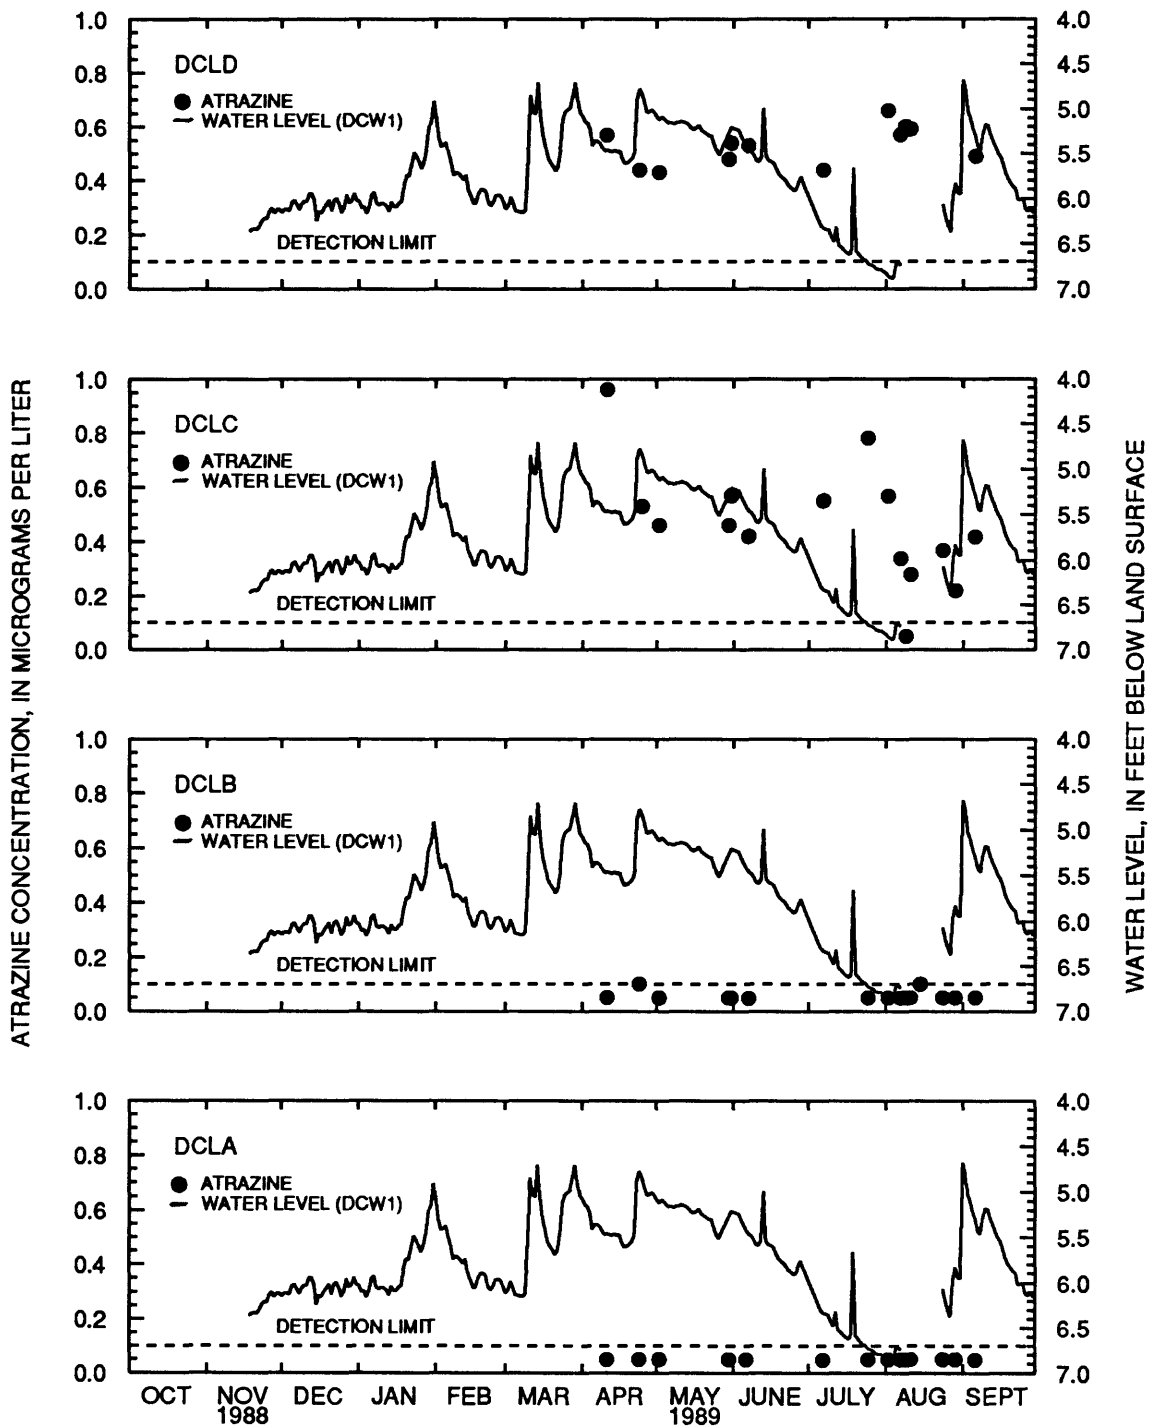 ATRAZINE CONCENTRATION, IN MICROGRAMS PER LITER
WATER LEVEL, IN FEET BELOW LAND SURFACE
1.0
0.8
0.6
0.4
0.2
0.0
DCLD
ATRAZINE
WATER LEVEL (DCW1)
DETECTION LIMIT
4.0
4.5
5.0
5.5
6.0
6.5
7.0
1.0
0.8
0.6
0.4
0.2
0.0
DCLC
ATRAZINE
WATER LEVEL (DCW1)
DETECTION LIMIT
4.0
4.5
5.0
5.5
6.0
6.5
7.0
1.0
0.8
0.6
0.4
0.2
0.0
DCLB
ATRAZINE
WATER LEVEL (DCW1)
DETECTION LIMIT
4.0
4.5
5.0
5.5
6.0
6.5
7.0
1.0
0.8
0.6
0.4
0.2
0.0
DCLA
ATRAZINE
WATER LEVEL (DCW1)
DETECTION LIMIT
4.0
4.5
5.0
5.5
6.0
6.5
7.0
OCT NOV DEC JAN FEB MAR APR MAY JUNE JULY AUG SEPT
1988 1989